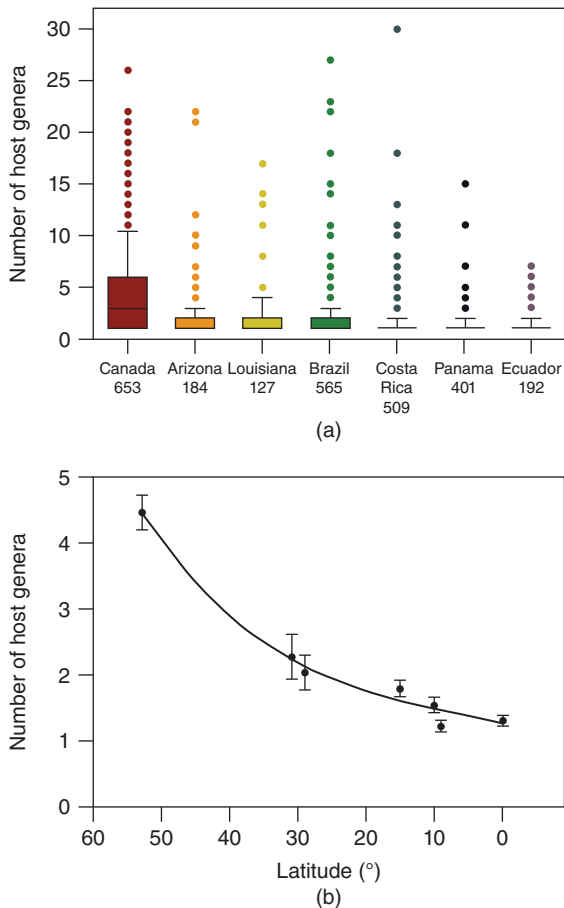 30
25
20
15
10
5
0
Number of host genera
Canada Arizona Louisiana Brazil Costa Panama Ecuador
653 184 127 565 Rica 401 192
509
(a)
5
4
3
2
1
0
Number of host genera
60 50 40 30 20 10 0
Latitude (°)
(b)